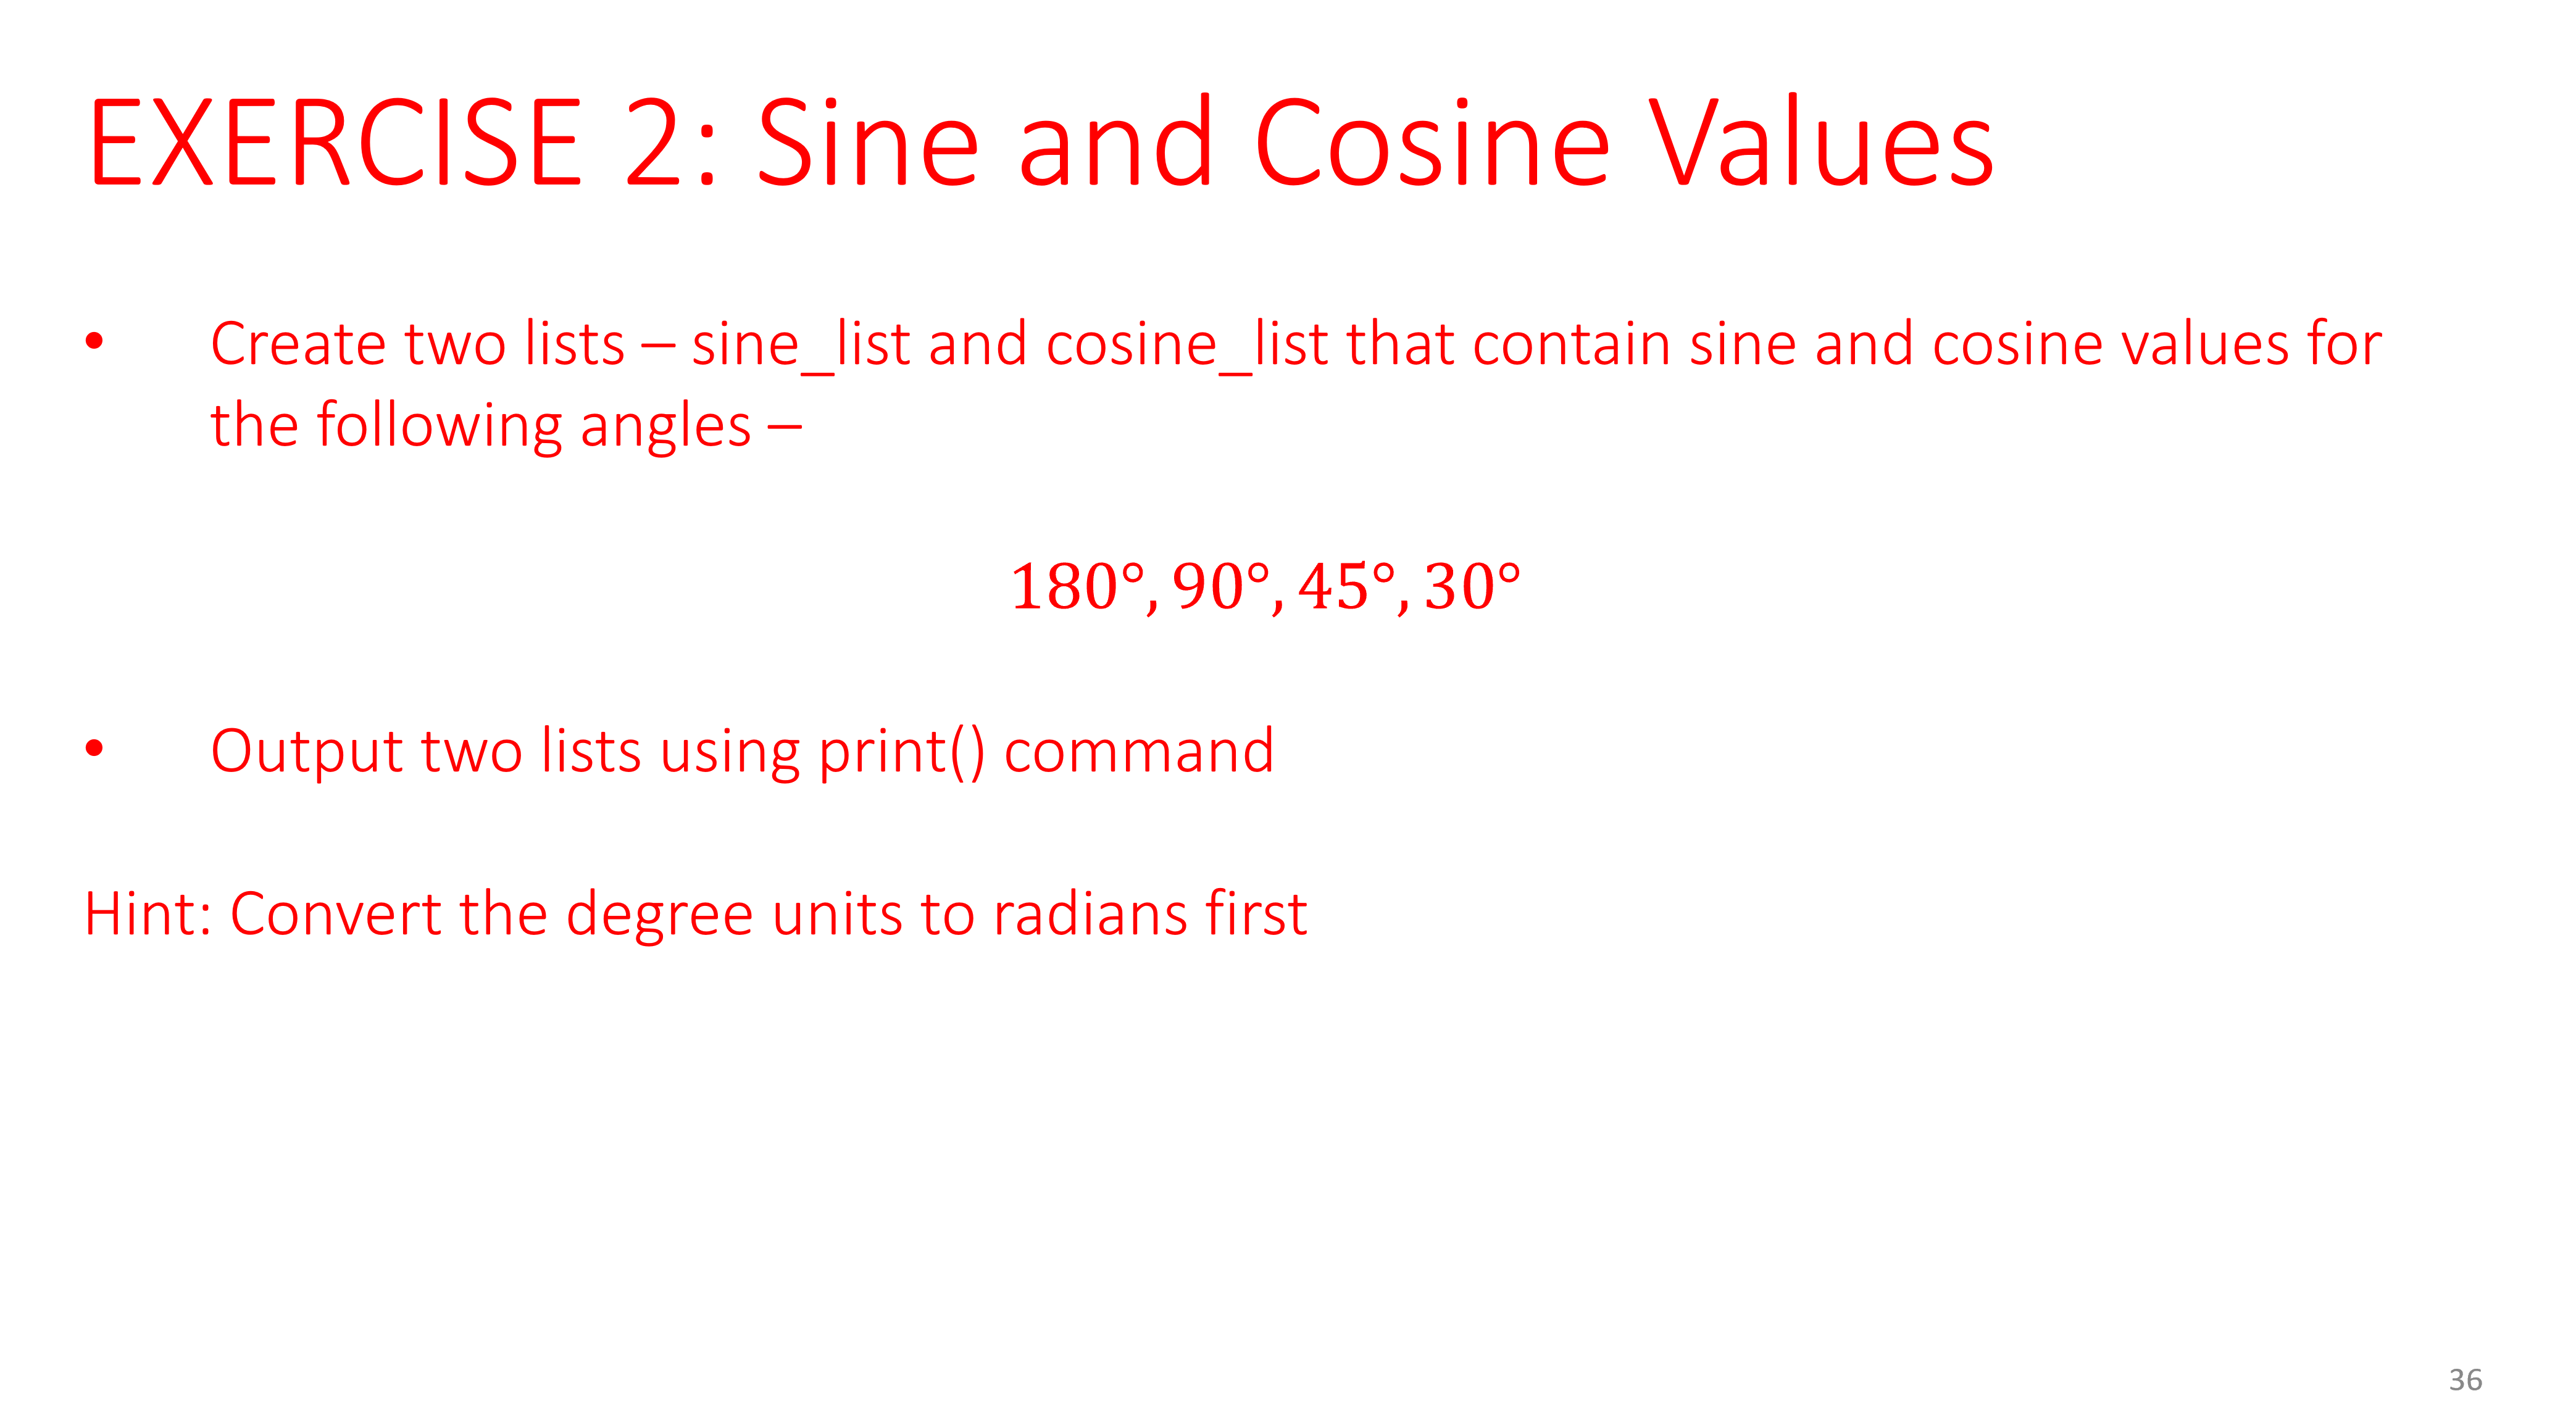 EXERCISE 2: Sine and Cosine Values
• Create two lists – sine_list and cosine_list that contain sine and cosine values for
the following angles –
180°, 90°, 45°, 30°
• Output two lists using print() command
Hint: Convert the degree units to radians first
36